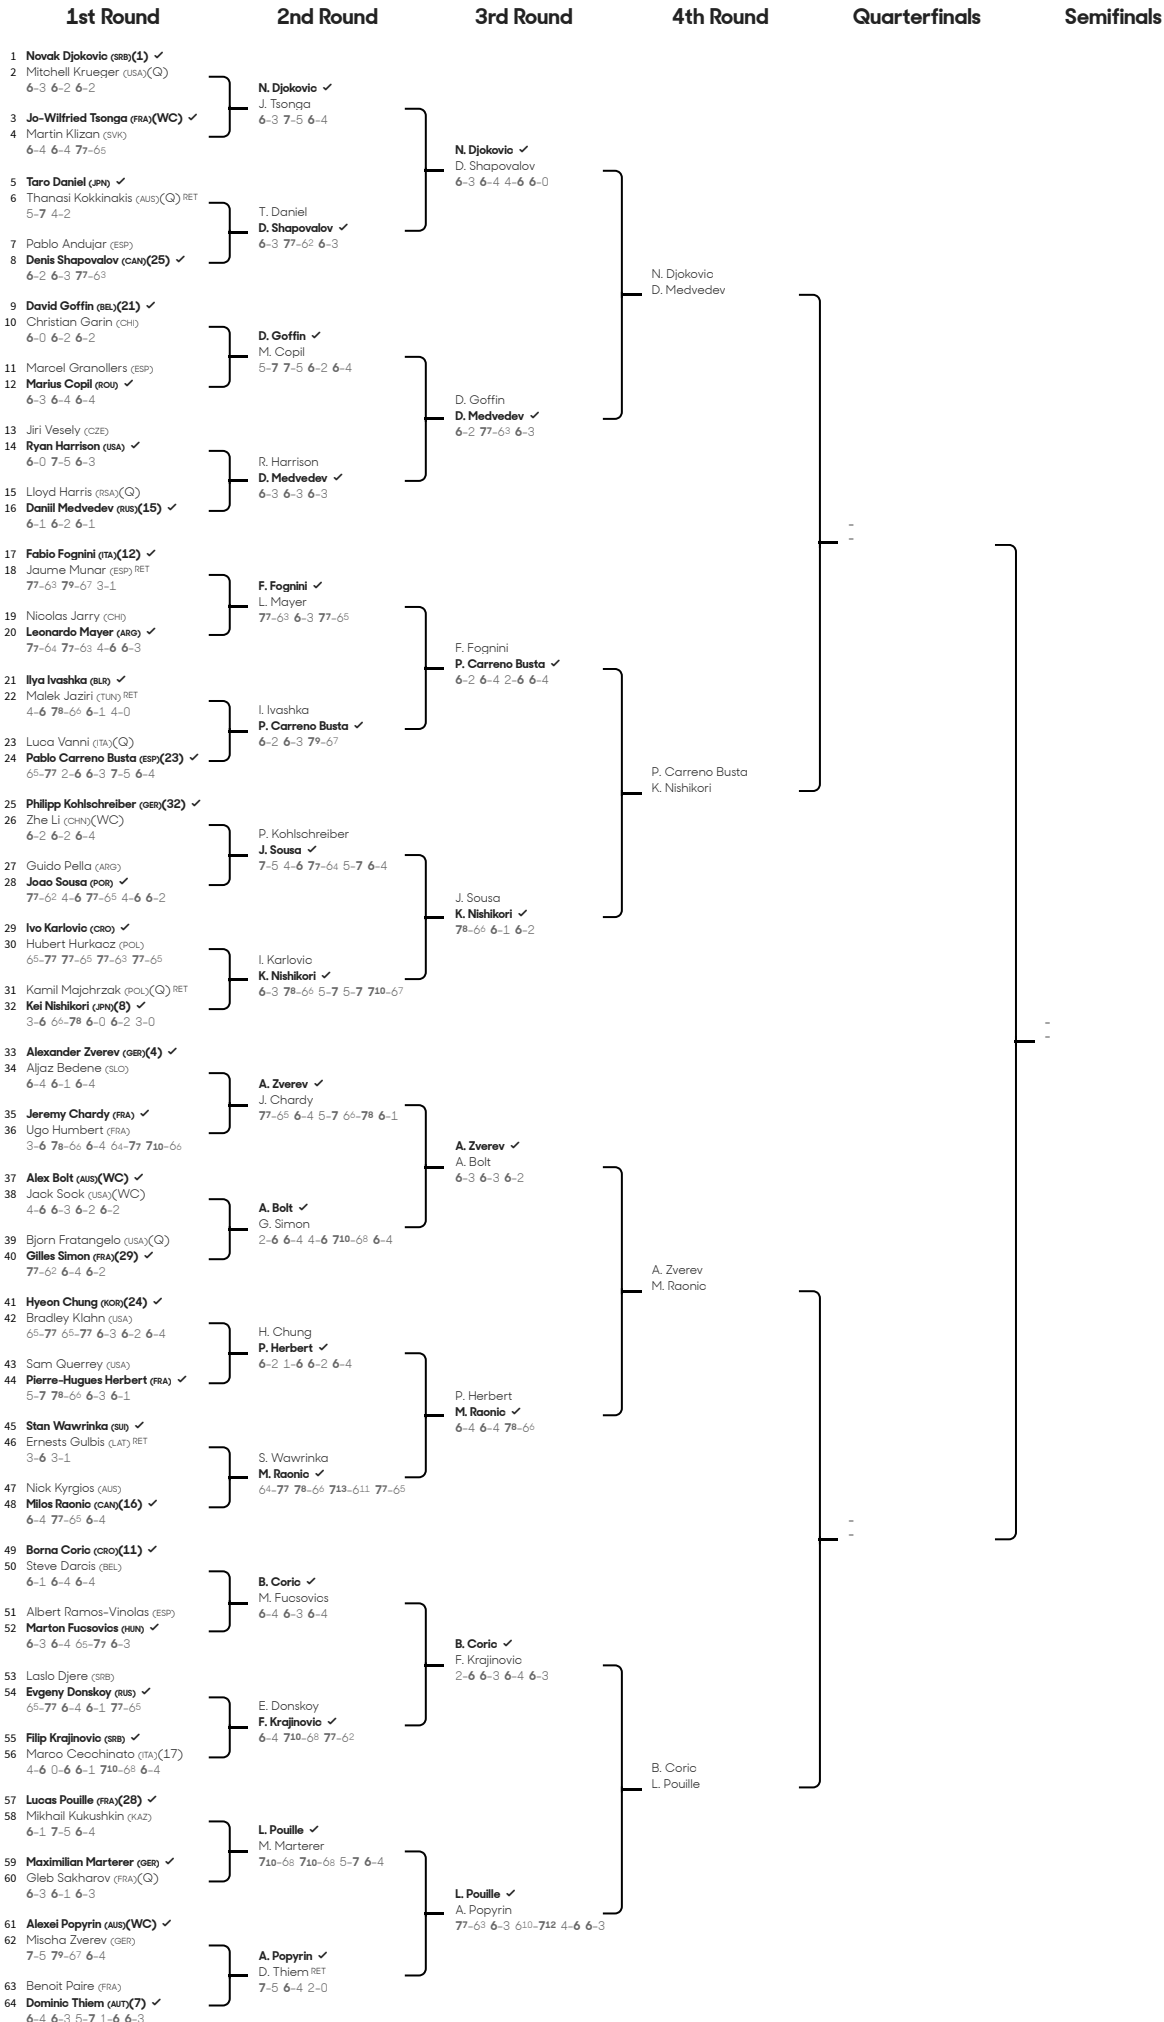 1st Round
2nd Round
3rd Round
4th Round
Quarterfinals
Semifinals
1 Novak Djokovic (SRB)(1) ✓
2 Mitchell Krueger (USA)(Q)
6-3 6-2 6-2
3 Jo-Wilfried Tsonga (FRA)(WC) ✓
4 Martin Klizan (SVK)
6-4 6-4 77-65
5 Taro Daniel (JPN) ✓
6 Thanasi Kokkinakis (AUS)(Q) RET
5-7 4-2
7 Pablo Andujar (ESP)
8 Denis Shapovalov (CAN)(25) ✓
6-2 6-3 77-63
9 David Goffin (BEL)(21) ✓
10 Christian Garin (CHI)
6-0 6-2 6-2
11 Marcel Granollers (ESP)
12 Marius Copil (ROU) ✓
6-3 6-4 6-4
13 Jiri Vesely (CZE)
14 Ryan Harrison (USA) ✓
6-0 7-5 6-3
15 Lloyd Harris (RSA)(Q)
16 Daniil Medvedev (RUS)(15) ✓
6-1 6-2 6-1
17 Fabio Fognini (ITA)(12) ✓
18 Jaume Munar (ESP) RET
77-63 79-67 3-1
19 Nicolas Jarry (CHI)
20 Leonardo Mayer (ARG) ✓
77-64 77-63 4-6 6-3
21 Ilya Ivashka (BLR) ✓
22 Malek Jaziri (TUN) RET
4-6 78-66 6-1 4-0
23 Luca Vanni (ITA)(Q)
24 Pablo Carreno Busta (ESP)(23) ✓
65-77 2-6 6-3 7-5 6-4
25 Philipp Kohlschreiber (GER)(32) ✓
26 Zhe Li (CHN)(WC)
6-2 6-2 6-4
27 Guido Pella (ARG)
28 Joao Sousa (POR) ✓
77-62 4-6 77-65 4-6 6-2
29 Ivo Karlovic (CRO) ✓
30 Hubert Hurkacz (POL)
65-77 77-65 77-63 77-65
31 Kamil Majchrzak (POL)(Q) RET
32 Kei Nishikori (JPN)(8) ✓
3-6 66-78 6-0 6-2 3-0
33 Alexander Zverev (GER)(4) ✓
34 Aljaz Bedene (SLO)
6-4 6-1 6-4
35 Jeremy Chardy (FRA) ✓
36 Ugo Humbert (FRA)
3-6 78-66 6-4 64-77 710-66
37 Alex Bolt (AUS)(WC) ✓
38 Jack Sock (USA)(WC)
4-6 6-3 6-2 6-2
39 Bjorn Fratangelo (USA)(Q)
40 Gilles Simon (FRA)(29) ✓
77-62 6-4 6-2
41 Hyeon Chung (KOR)(24) ✓
42 Bradley Klahn (USA)
65-77 65-77 6-3 6-2 6-4
43 Sam Querrey (USA)
44 Pierre-Hugues Herbert (FRA) ✓
5-7 78-66 6-3 6-1
45 Stan Wawrinka (SUI) ✓
46 Ernests Gulbis (LAT) RET
3-6 3-1
47 Nick Kyrgios (AUS)
48 Milos Raonic (CAN)(16) ✓
6-4 77-65 6-4
49 Borna Coric (CRO)(11) ✓
50 Steve Darcis (BEL)
6-1 6-4 6-4
51 Albert Ramos-Vinolas (ESP)
52 Marton Fucsovics (HUN) ✓
6-3 6-4 65-77 6-3
53 Laslo Djere (SRB)
54 Evgeny Donskoy (RUS) ✓
65-77 6-4 6-1 77-65
55 Filip Krajinovic (SRB) ✓
56 Marco Cecchinato (ITA)(17)
4-6 0-6 6-1 710-68 6-4
57 Lucas Pouille (FRA)(28) ✓
58 Mikhail Kukushkin (KAZ)
6-1 7-5 6-4
59 Maximilian Marterer (GER) ✓
60 Gleb Sakharov (FRA)(Q)
6-3 6-1 6-3
61 Alexei Popyrin (AUS)(WC) ✓
62 Mischa Zverev (GER)
7-5 79-67 6-4
63 Benoit Paire (FRA)
64 Dominic Thiem (AUT)(7) ✓
6-4 6-3 5-7 1-6 6-3
N. Djokovic ✓
J. Tsonga
6-3 7-5 6-4
T. Daniel
D. Shapovalov ✓
6-3 77-62 6-3
D. Goffin ✓
M. Copil
5-7 7-5 6-2 6-4
R. Harrison
D. Medvedev ✓
6-3 6-3 6-3
F. Fognini ✓
L. Mayer
77-63 6-3 77-65
I. Ivashka
P. Carreno Busta ✓
6-2 6-3 79-67
P. Kohlschreiber
J. Sousa ✓
7-5 4-6 77-64 5-7 6-4
I. Karlovic
K. Nishikori ✓
6-3 78-66 5-7 5-7 710-67
A. Zverev ✓
J. Chardy
77-65 6-4 5-7 66-78 6-1
A. Bolt ✓
G. Simon
2-6 6-4 4-6 710-68 6-4
H. Chung
P. Herbert ✓
6-2 1-6 6-2 6-4
S. Wawrinka
M. Raonic ✓
64-77 78-66 713-611 77-65
B. Coric ✓
M. Fucsovics
6-4 6-3 6-4
E. Donskoy
F. Krajinovic ✓
6-4 710-68 77-62
L. Pouille ✓
M. Marterer
710-68 710-68 5-7 6-4
A. Popyrin ✓
D. Thiem RET
7-5 6-4 2-0
N. Djokovic ✓
D. Shapovalov
6-3 6-4 4-6 6-0
D. Goffin
D. Medvedev ✓
6-2 77-63 6-3
F. Fognini
P. Carreno Busta ✓
6-2 6-4 2-6 6-4
J. Sousa
K. Nishikori ✓
78-66 6-1 6-2
A. Zverev ✓
A. Bolt
6-3 6-3 6-2
P. Herbert
M. Raonic ✓
6-4 6-4 78-66
B. Coric ✓
F. Krajinovic
2-6 6-3 6-4 6-3
L. Pouille ✓
A. Popyrin
77-63 6-3 610-712 4-6 6-3
N. Djokovic
D. Medvedev
P. Carreno Busta
K. Nishikori
A. Zverev
M. Raonic
B. Coric
L. Pouille
-
-
-
-
-
-